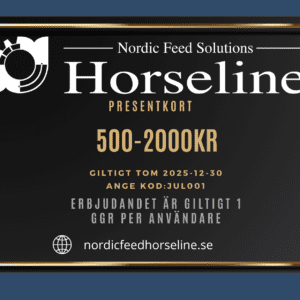 Nordic Feed Solutions
Horseline
PRESENTKORT
500-2000KR
GILTIGT TOM 2025-12-30
ANGE KOD:JUL001
ERBJUDANDET ÄR GILTIGT 1
GGR PER ANVÄNDARE
nordicfeedhorseline.se